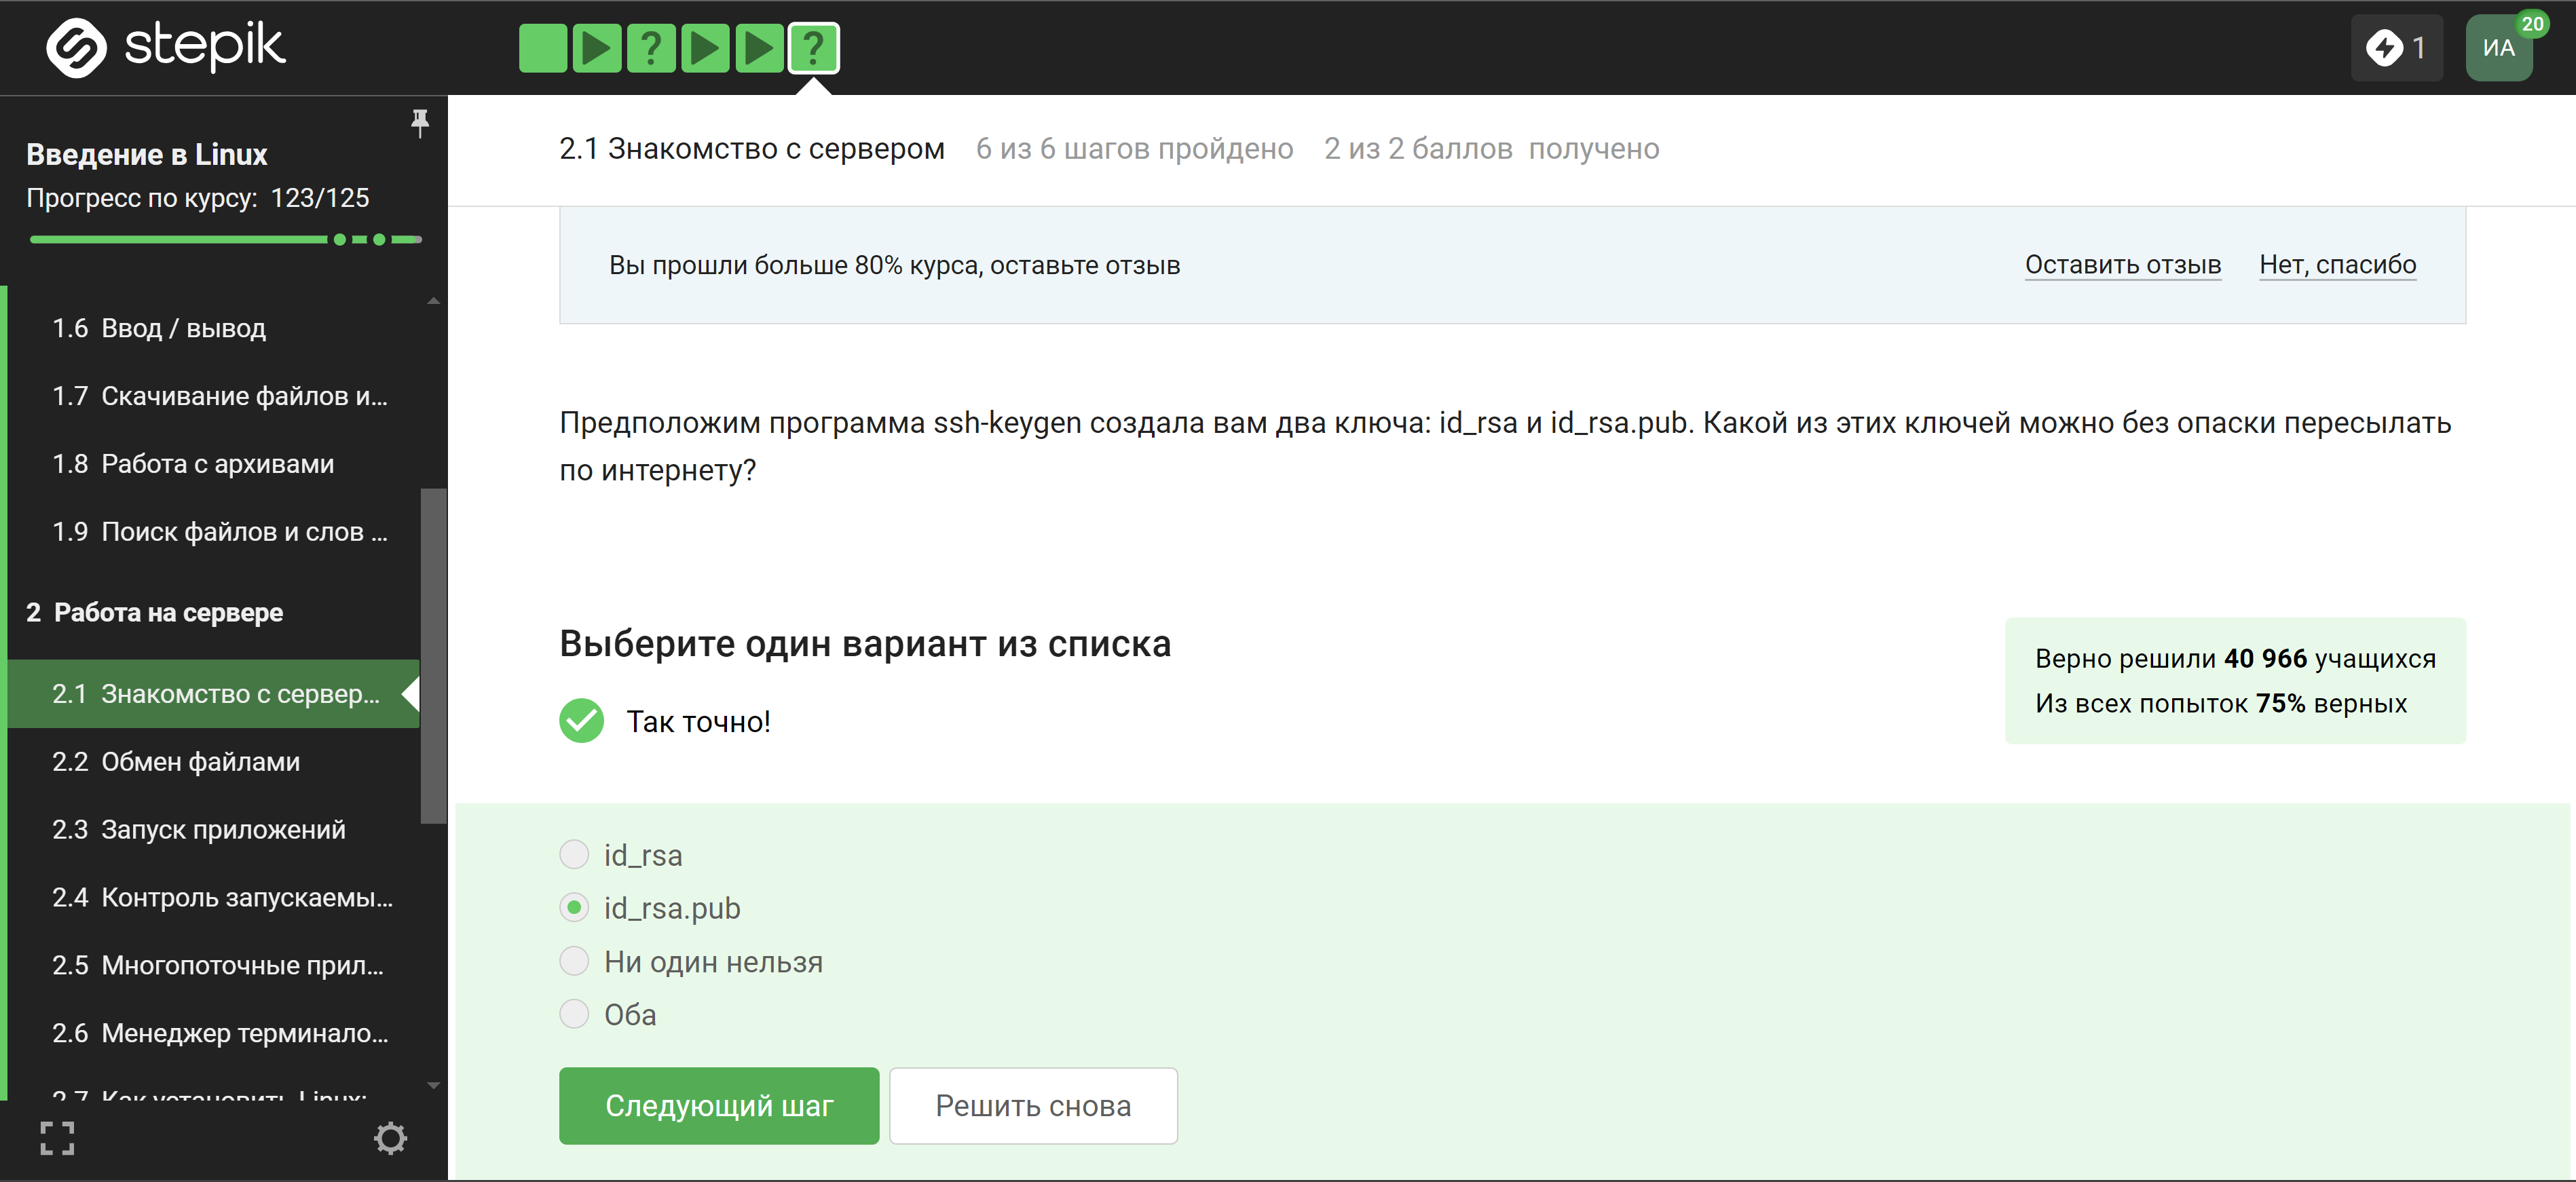 stepik
?
?
1
ИА
20
Введение в Linux
Прогресс по курсу: 123/125
1.6 Ввод / вывод
1.7 Скачивание файлов и...
1.8 Работа с архивами
1.9 Поиск файлов и слов ...
2 Работа на сервере
2.1 Знакомство с сервер...
2.2 Обмен файлами
2.3 Запуск приложений
2.4 Контроль запускаемы...
2.5 Многопоточные прил...
2.6 Менеджер терминало...
2.7 Как установить Linux:
2.1 Знакомство с сервером 6 из 6 шагов пройдено 2 из 2 баллов получено
Вы прошли больше 80% курса, оставьте отзыв
Оставить отзыв Нет, спасибо
Предположим программа ssh-keygen создала вам два ключа: id_rsa и id_rsa.pub. Какой из этих ключей можно без опаски пересылать
по интернету?
Выберите один вариант из списка
Так точно!
Верно решили 40 966 учащихся
Из всех попыток 75% верных
id_rsa
id_rsa.pub
Ни один нельзя
Оба
Следующий шаг
Решить снова